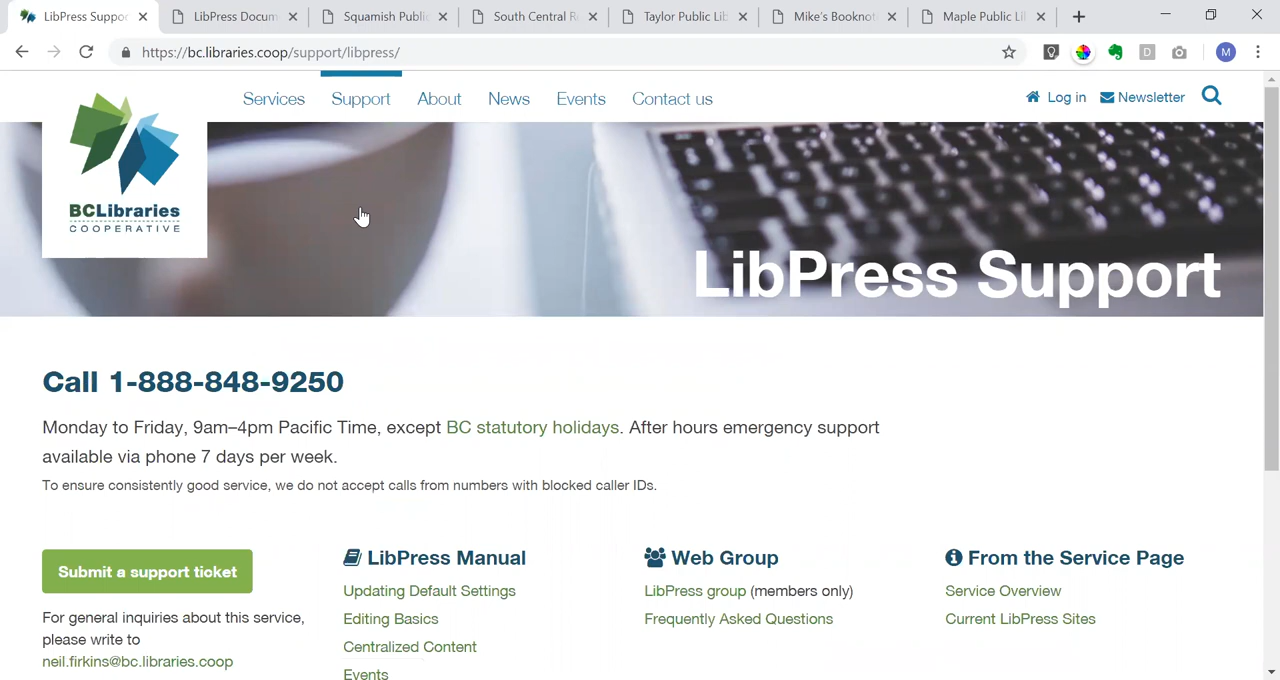 LibPress Suppor
LibPress Docum
Squamish Public
South Central R
Taylor Public Lib
Mike's Booknot
Maple Public Li
https://bc.libraries.coop/support/libpress/
M
Services
Support
About
News
Events
Contact us
Log in
Newsletter
BCLibraries
COOPERATIVE
LibPress Support
Call 1-888-848-9250
Monday to Friday, 9am–4pm Pacific Time, except BC statutory holidays. After hours emergency support
available via phone 7 days per week.
To ensure consistently good service, we do not accept calls from numbers with blocked caller IDs.
Submit a support ticket
For general inquiries about this service,
please write to
neil.firkins@bc.libraries.coop
LibPress Manual
Updating Default Settings
Editing Basics
Centralized Content
Events
Web Group
LibPress group (members only)
Frequently Asked Questions
From the Service Page
Service Overview
Current LibPress Sites